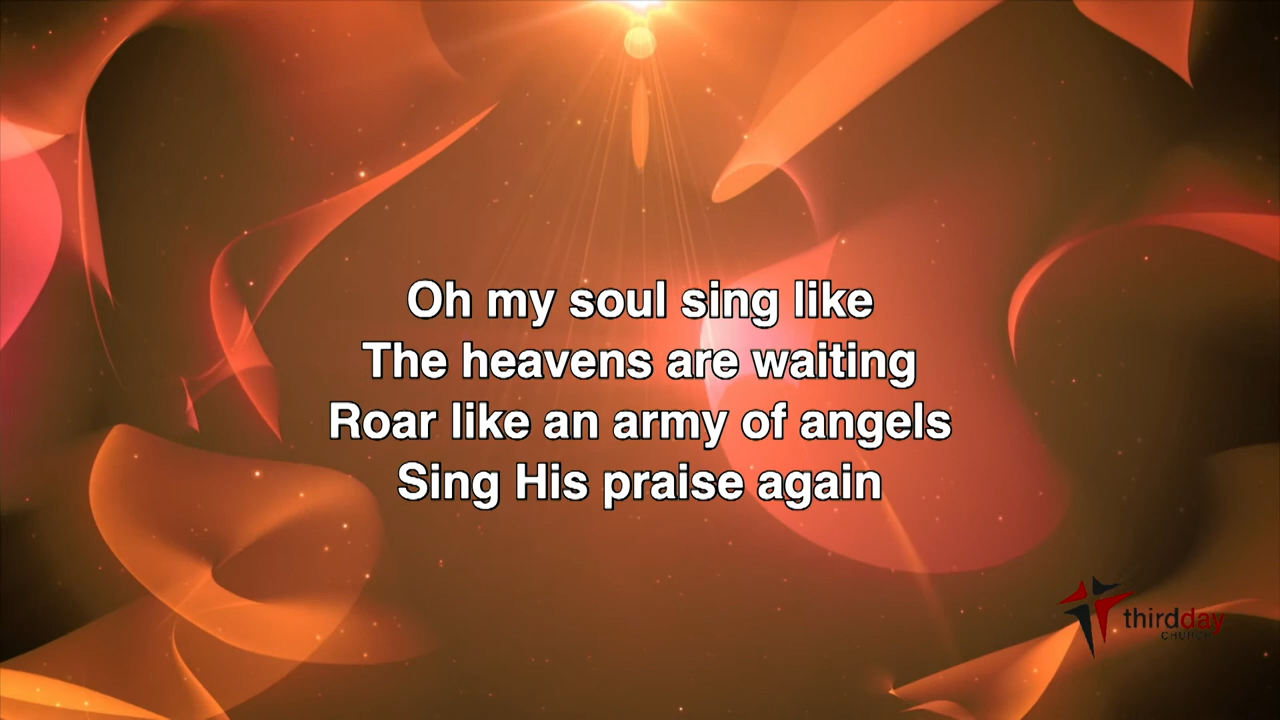 Oh my soul sing like
The heavens are waiting
Roar like an army of angels
Sing His praise again
thirdday
CHURCH